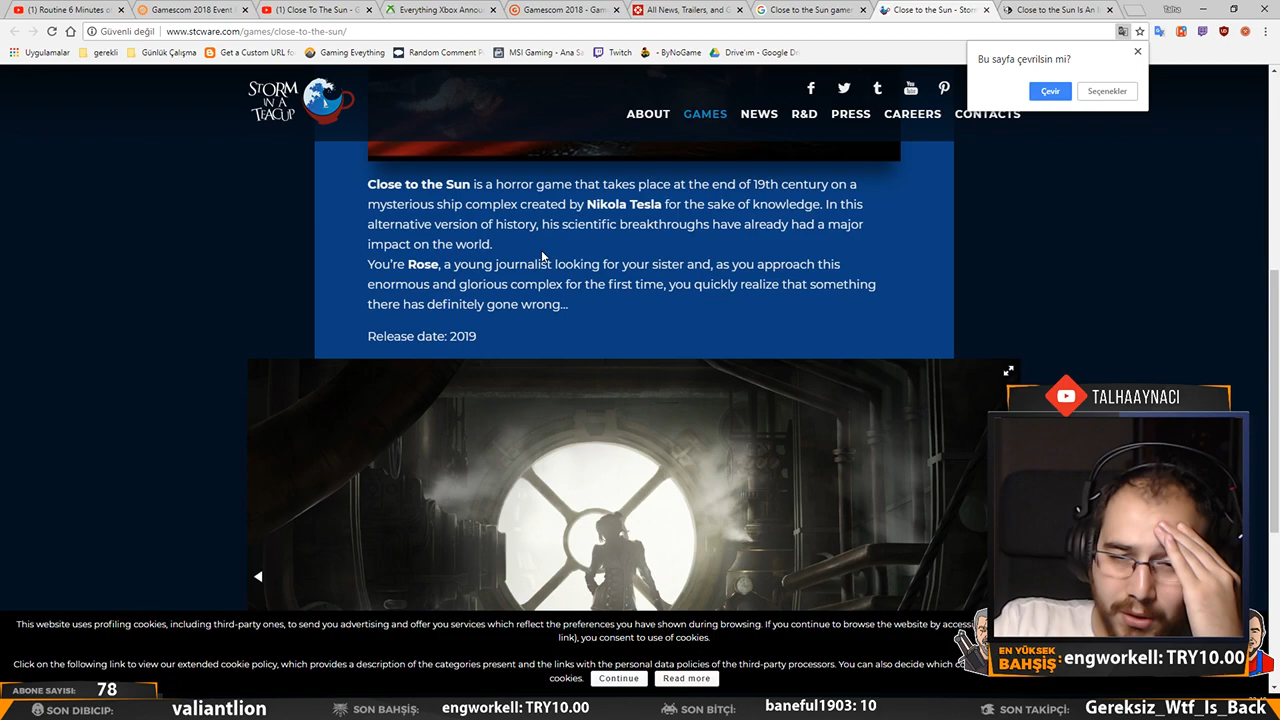 (1) Routine 6 Minutes o
Gamescom 2018 Event
(1) Close To The Sun - G
Everything Xbox Annou
Gamescom 2018 - Gam
All News, Trailers, and G
Close to the Sun gamer
Close to the Sun - Storm
Close to the Sun Is An
Talha
Güvenli değil
www.stcware.com/games/close-to-the-sun/
Uygulamalar
gerekli
Günlük Çalışma
Get a Custom URL fo
Gaming Eveything
Random Comment P
MSI Gaming - Ana Sa
Twitch
- ByNoGame
Drive'ım - Google Dr
Bu sayfa çevrilsin mi?
Çevir
Seçenekler
STORM
IN A
TEACUP
ABOUT
GAMES
NEWS
R&D
PRESS
CAREERS
CONTACTS
Close to the Sun is a horror game that takes place at the end of 19th century on a
mysterious ship complex created by Nikola Tesla for the sake of knowledge. In this
alternative version of history, his scientific breakthroughs have already had a major
impact on the world.
You're Rose, a young journalist looking for your sister and, as you approach this
enormous and glorious complex for the first time, you quickly realize that something
there has definitely gone wrong...
Release date: 2019
TALHAAYNACI
This website uses profiling cookies, including third-party ones, to send you advertising and offer you services which reflect the preferences you have shown during browsing. If you continue to browse the website by access
link), you consent to use of cookies.
Click on the following link to view our extended cookie policy, which provides a description of the categories present and the links with the personal data policies of the third-party processors. You can also decide which c
cookies.
Continue
Read more
EN YÜKSEK
BAHŞİŞ:
engworkell: TRY10.00
ABONE SAYISI:
78
SON DIBICIP:
valiantlion
SON BAHŞİŞ:
engworkell: TRY10.00
SON BİTÇİ:
baneful1903: 10
SON TAKİPÇİ:
Gereksiz_Wtf_Is_Back